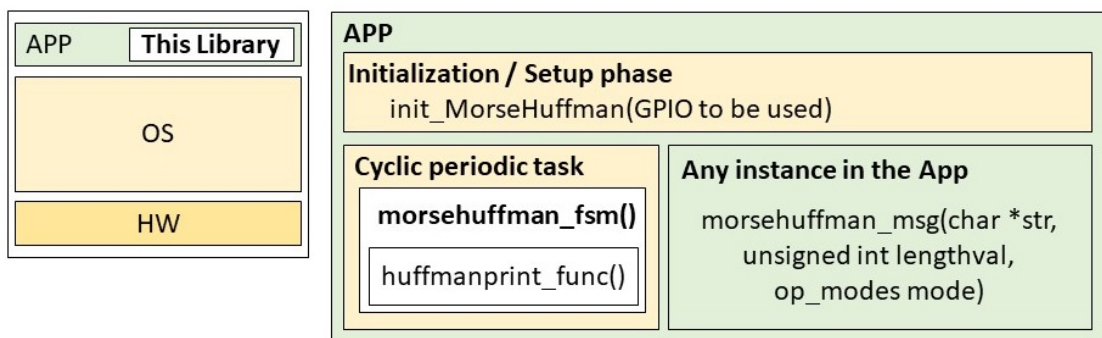 APP
This Library
OS
HW
APP
Initialization / Setup phase
init_MorseHuffman(GPIO to be used)
Cyclic periodic task
morsehuffman_fsm()
huffmanprint_func()
Any instance in the App
morsehuffman_msg(char *str,
unsigned int lengthval,
op_modes mode)